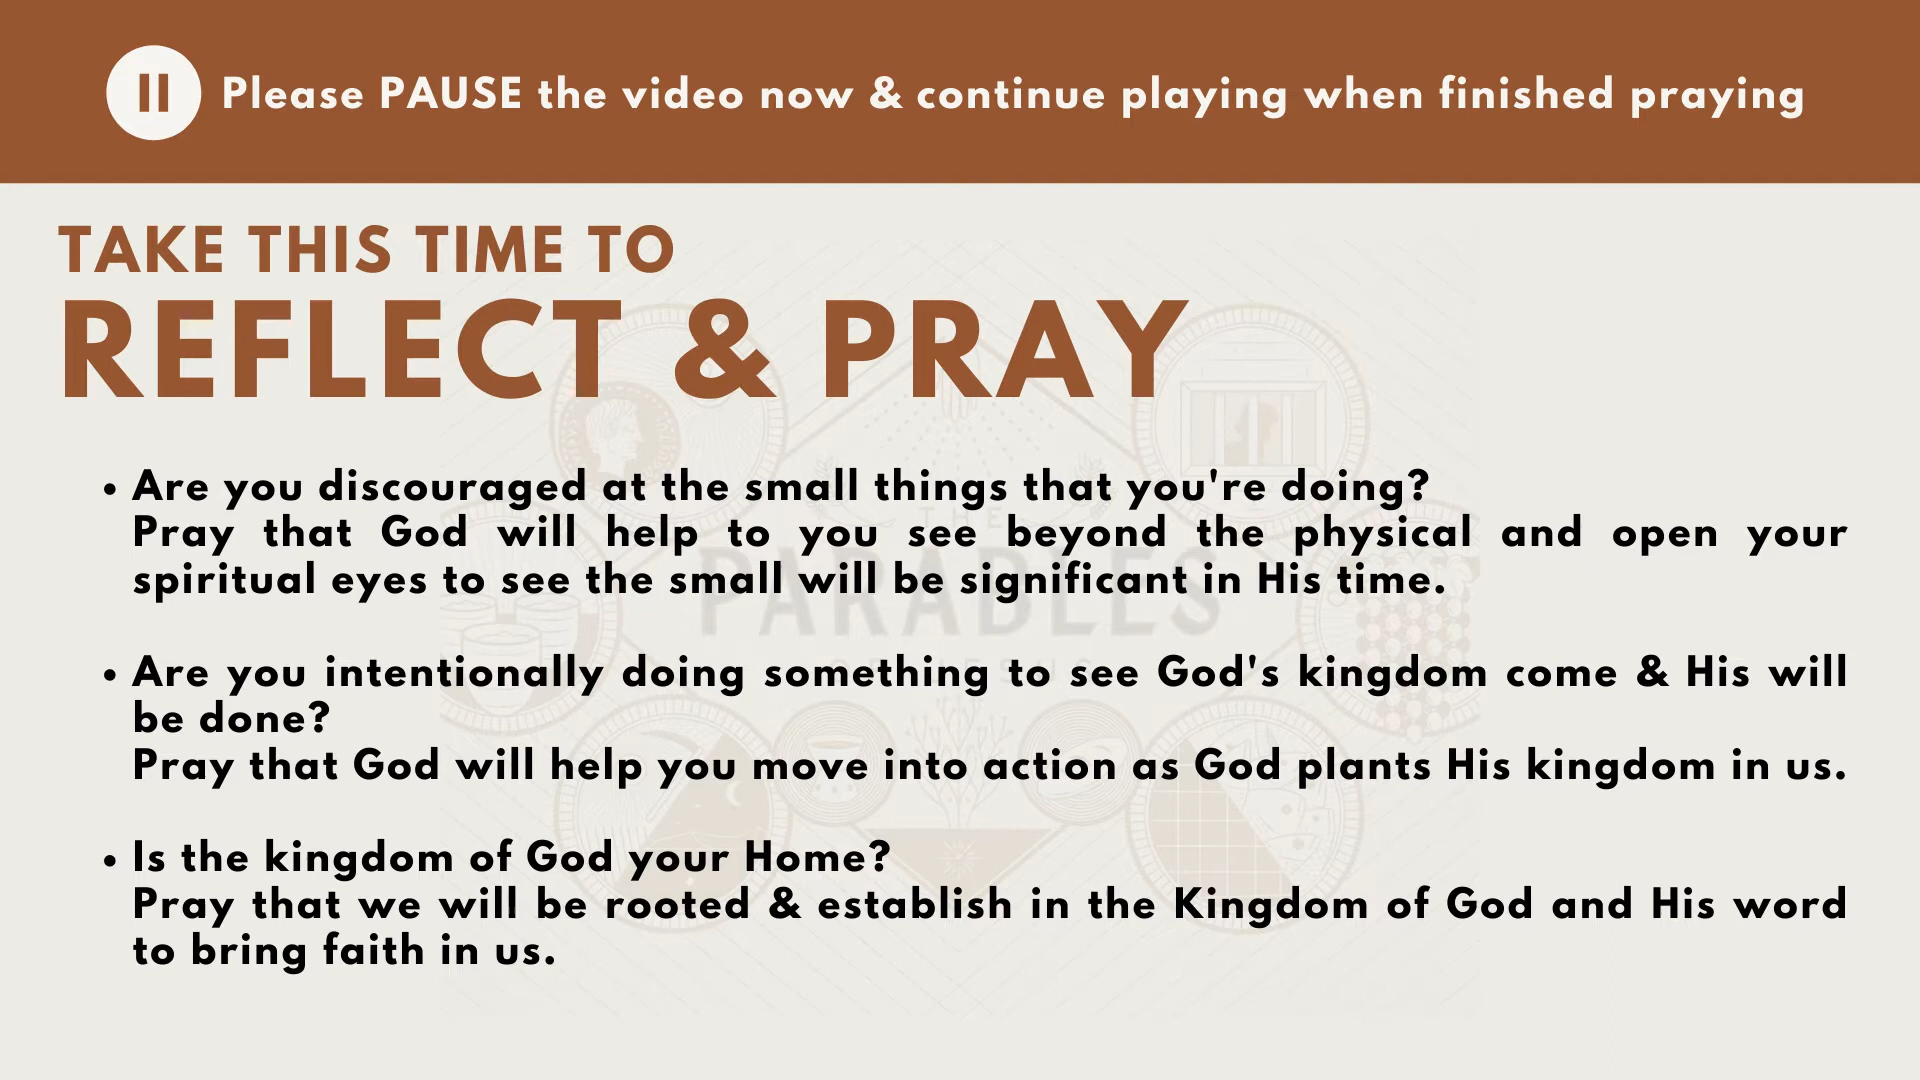 Please PAUSE the video now & continue playing when finished praying
TAKE THIS TIME TO
REFLECT & PRAY
• Are you discouraged at the small things that you're doing?
Pray that God will help to you see beyond the physical and open your
spiritual eyes to see the small will be significant in His time.
• Are you intentionally doing something to see God's kingdom come & His will
be done?
Pray that God will help you move into action as God plants His kingdom in us.
• Is the kingdom of God your Home?
Pray that we will be rooted & establish in the Kingdom of God and His word
to bring faith in us.
THE
PARABLES
OF JESUS